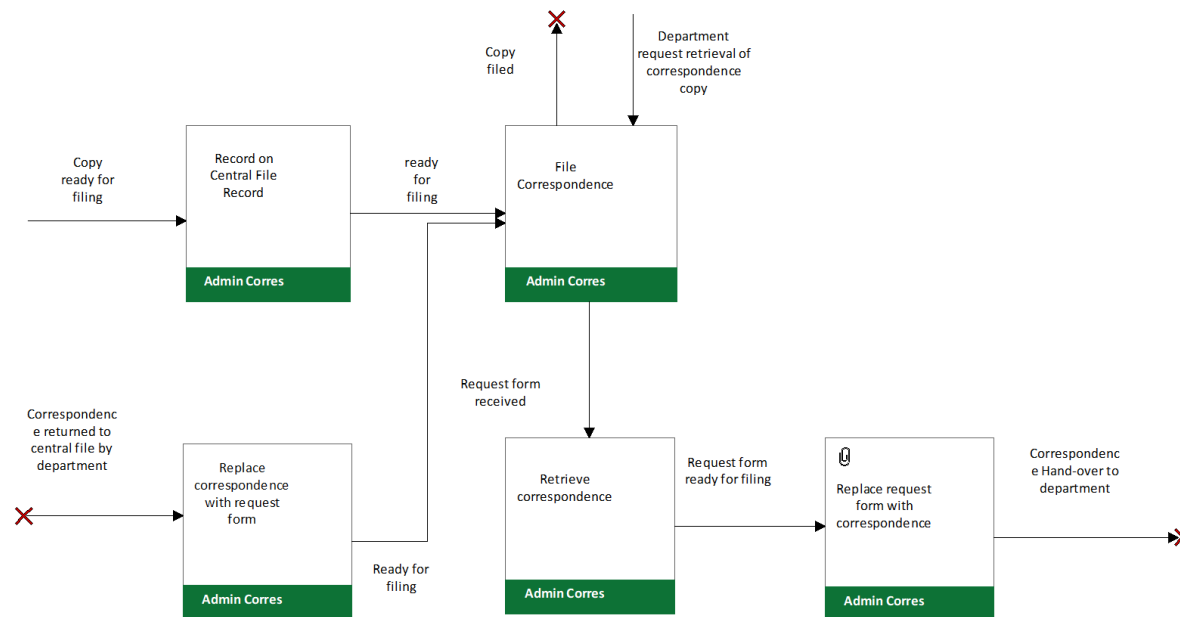 Copy
filed
Department
request retrieval of
correspondence
copy
Copy
ready for
filing
Record on
Central File
Record
ready
for
filing
File
Correspondence
Admin Corres
Admin Corres
Request form
received
Correspondenc
e returned to
central file by
department
Replace
correspondence
with request
form
Retrieve
correspondence
Request form
ready for filing
Replace request
form with
correspondence
Correspondenc
e Hand-over to
department
Ready for
filing
Admin Corres
Admin Corres
Admin Corres